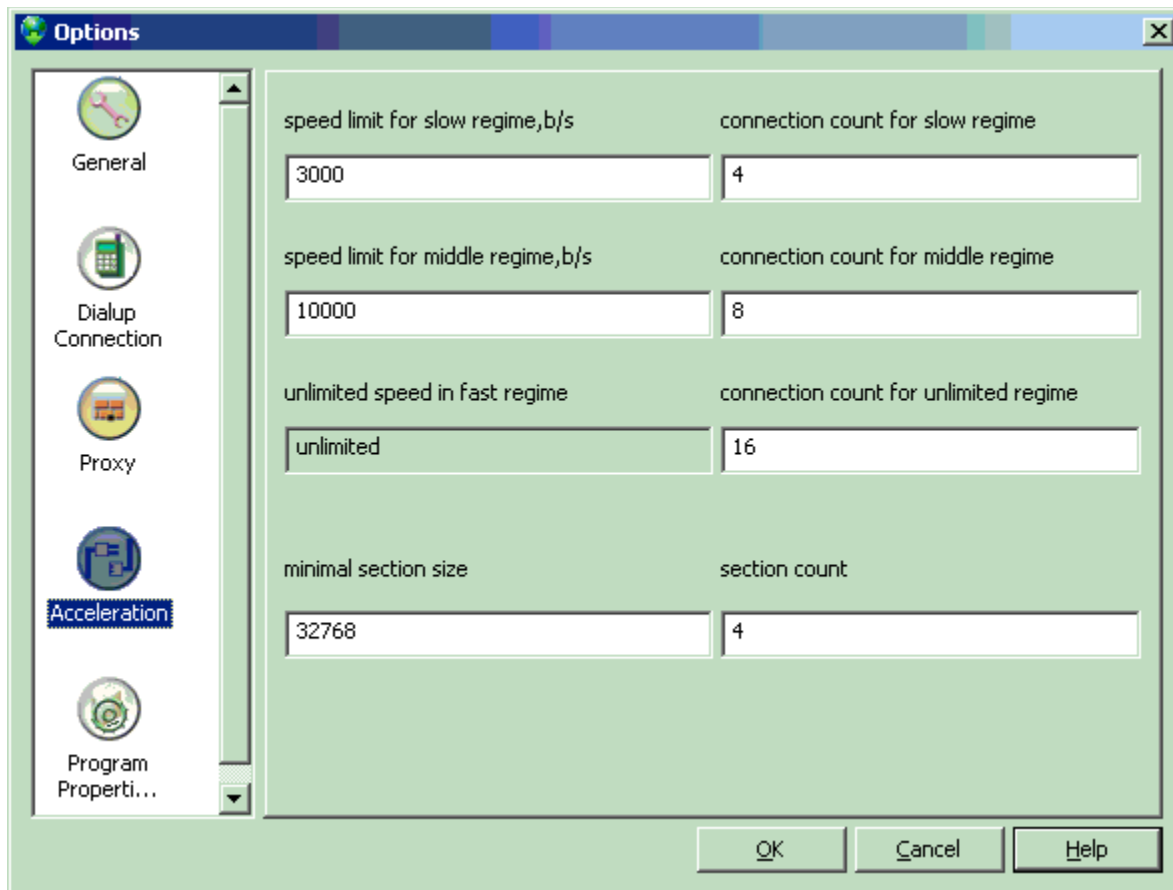 Options
General
Dialup
Connection
Proxy
Acceleration
Program
Properti...
speed limit for slow regime,b/s
connection count for slow regime
3000
4
speed limit for middle regime,b/s
connection count for middle regime
10000
8
unlimited speed in fast regime
connection count for unlimited regime
unlimited
16
minimal section size
section count
32768
4
OK
Cancel
Help